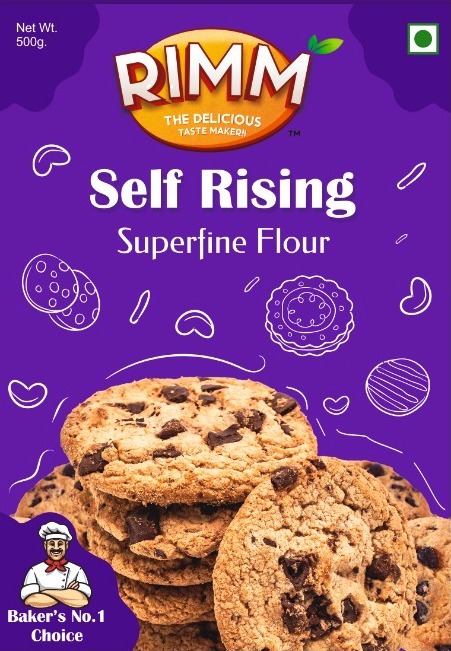 Net Wt.
500g.
RIMM
THE DELICIOUS
TASTE MAKER!!
TM
Self Rising
Superfine Flour
Baker's No.1
Choice